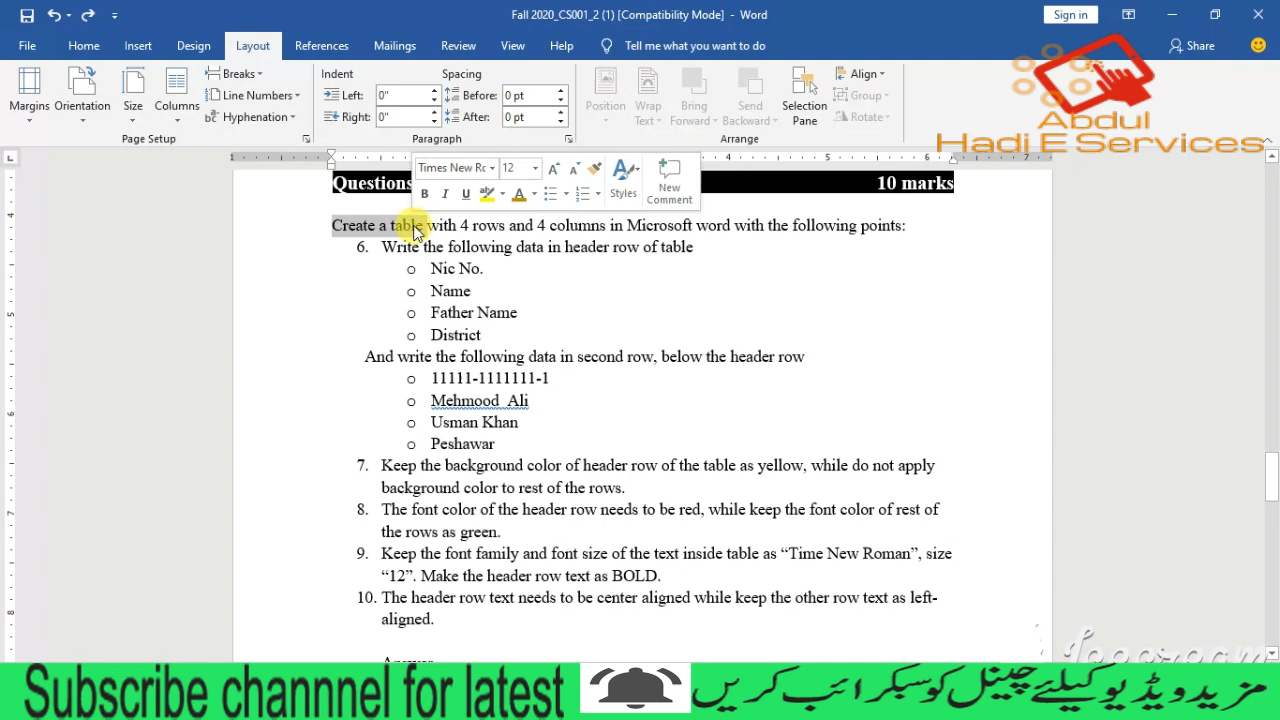 Fall 2020_CS001_2 (1) [Compatibility Mode] - Word
Sign in
File Home Insert Design Layout References Mailings Review View Help Tell me what you want to do Share
Margins Orientation Size Columns
Breaks
Line Numbers
Hyphenation
Page Setup
Indent
Left: 0"
Right: 0"
Spacing
Before: 0 pt
After: 0 pt
Paragraph
Position
Wrap Text
Bring Forward
Send Backward
Selection Pane
Align
Group
Rotate
Arrange
Abdul
Hadi E Services
Times New Rc 12
B I U A
Styles
New Comment
Questions 10 marks
Create a table with 4 rows and 4 columns in Microsoft word with the following points:
6. Write the following data in header row of table
o Nic No.
o Name
o Father Name
o District
And write the following data in second row, below the header row
o 11111-1111111-1
o Mehmood Ali
o Usman Khan
o Peshawar
7. Keep the background color of header row of the table as yellow, while do not apply
background color to rest of the rows.
8. The font color of the header row needs to be red, while keep the font color of rest of
the rows as green.
9. Keep the font family and font size of the text inside table as “Time New Roman”, size
“12”. Make the header row text as BOLD.
10. The header row text needs to be center aligned while keep the other row text as left-
aligned.
Subscribe channnel for latest
مزید ویڈیو کیلئے چینل کو سبکرائب کریں